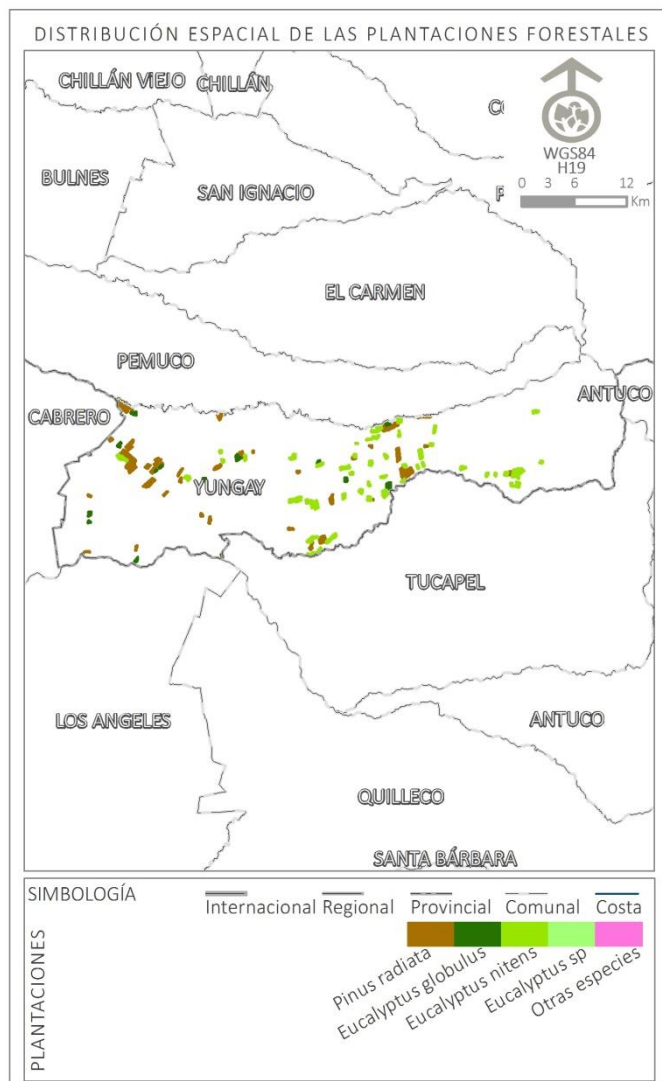 DISTRIBUCIÓN ESPACIAL DE LAS PLANTACIONES FORESTALES
CHILLÁN VIEJO
CHILLÁN
WGS84
H19
0 3 6 12
Km
BULNES
SAN IGNACIO
EL CARMEN
PEMUCO
ANTUCO
CABRERO
YUNGAY
TUCAPEL
LOS ANGELES
ANTUCO
QUILLECO
SANTA BÁRBARA
SIMBOLOGÍA
Internacional Regional Provincial Comunal Costa
PLANTACIONES
Pinus radiata
Eucalyptus globulus
Eucalyptus nitens
Eucalyptus sp
Otras especies